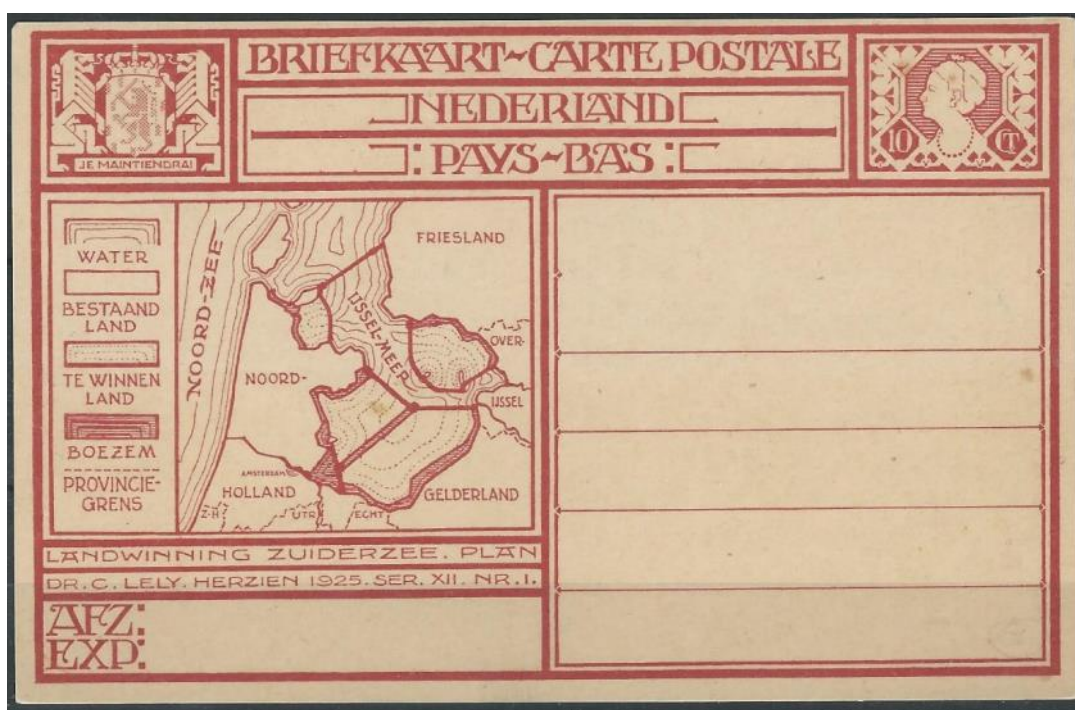 BRIEFKAART~CARTE POSTALE
NEDERLAND
: PAYS~BAS :
JE MAINTIENDRAI
10 CT
WATER
BESTAAND
LAND
TE WINNEN
LAND
BOEZEM
PROVINCIE-
GRENS
NOORD-ZEE
FRIESLAND
IJSSEL-MEER
OVER-
IJSSEL
NOORD-
HOLLAND
AMSTERDAM
GELDERLAND
Z-H
UTR
ECHT
LANDWINNING ZUIDERZEE. PLAN
DR. C. LELY. HERZIEN 1925. SER. XII. NR. 1.
AFZ:
EXP: